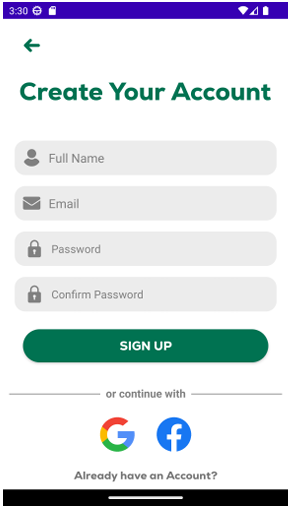 3:30
Create Your Account
Full Name
Email
Password
Confirm Password
SIGN UP
or continue with
Already have an Account?